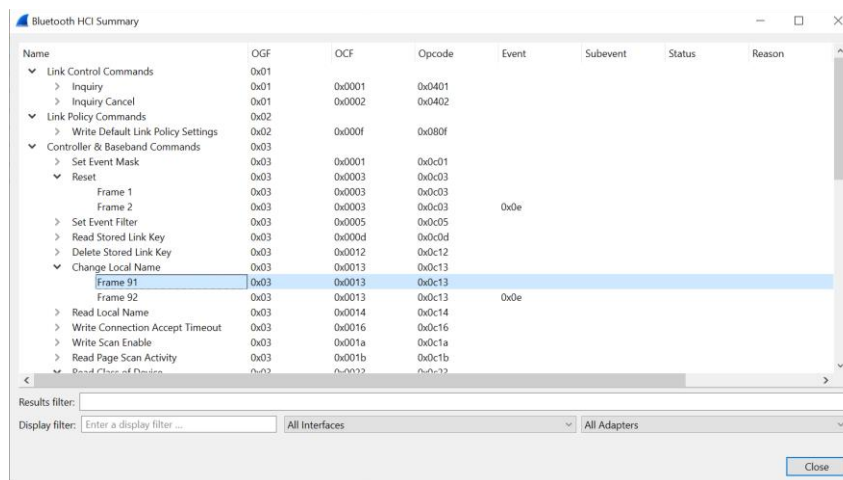 Bluetooth HCI Summary
Name OGF OCF Opcode Event Subevent Status Reason
Link Control Commands 0x01
Inquiry 0x01 0x0001 0x0401
Inquiry Cancel 0x01 0x0002 0x0402
Link Policy Commands 0x02
Write Default Link Policy Settings 0x02 0x000f 0x080f
Controller & Baseband Commands 0x03
Set Event Mask 0x03 0x0001 0x0c01
Reset 0x03 0x0003 0x0c03
Frame 1 0x03 0x0003 0x0c03
Frame 2 0x03 0x0003 0x0c03 0x0e
Set Event Filter 0x03 0x0005 0x0c05
Read Stored Link Key 0x03 0x000d 0x0c0d
Delete Stored Link Key 0x03 0x0012 0x0c12
Change Local Name 0x03 0x0013 0x0c13
Frame 91 0x03 0x0013 0x0c13
Frame 92 0x03 0x0013 0x0c13 0x0e
Read Local Name 0x03 0x0014 0x0c14
Write Connection Accept Timeout 0x03 0x0016 0x0c16
Write Scan Enable 0x03 0x001a 0x0c1a
Read Page Scan Activity 0x03 0x001b 0x0c1b
Read Class of Device 0x03 0x0023 0x0c23
Results filter:
Display filter: Enter a display filter ... All Interfaces All Adapters
Close